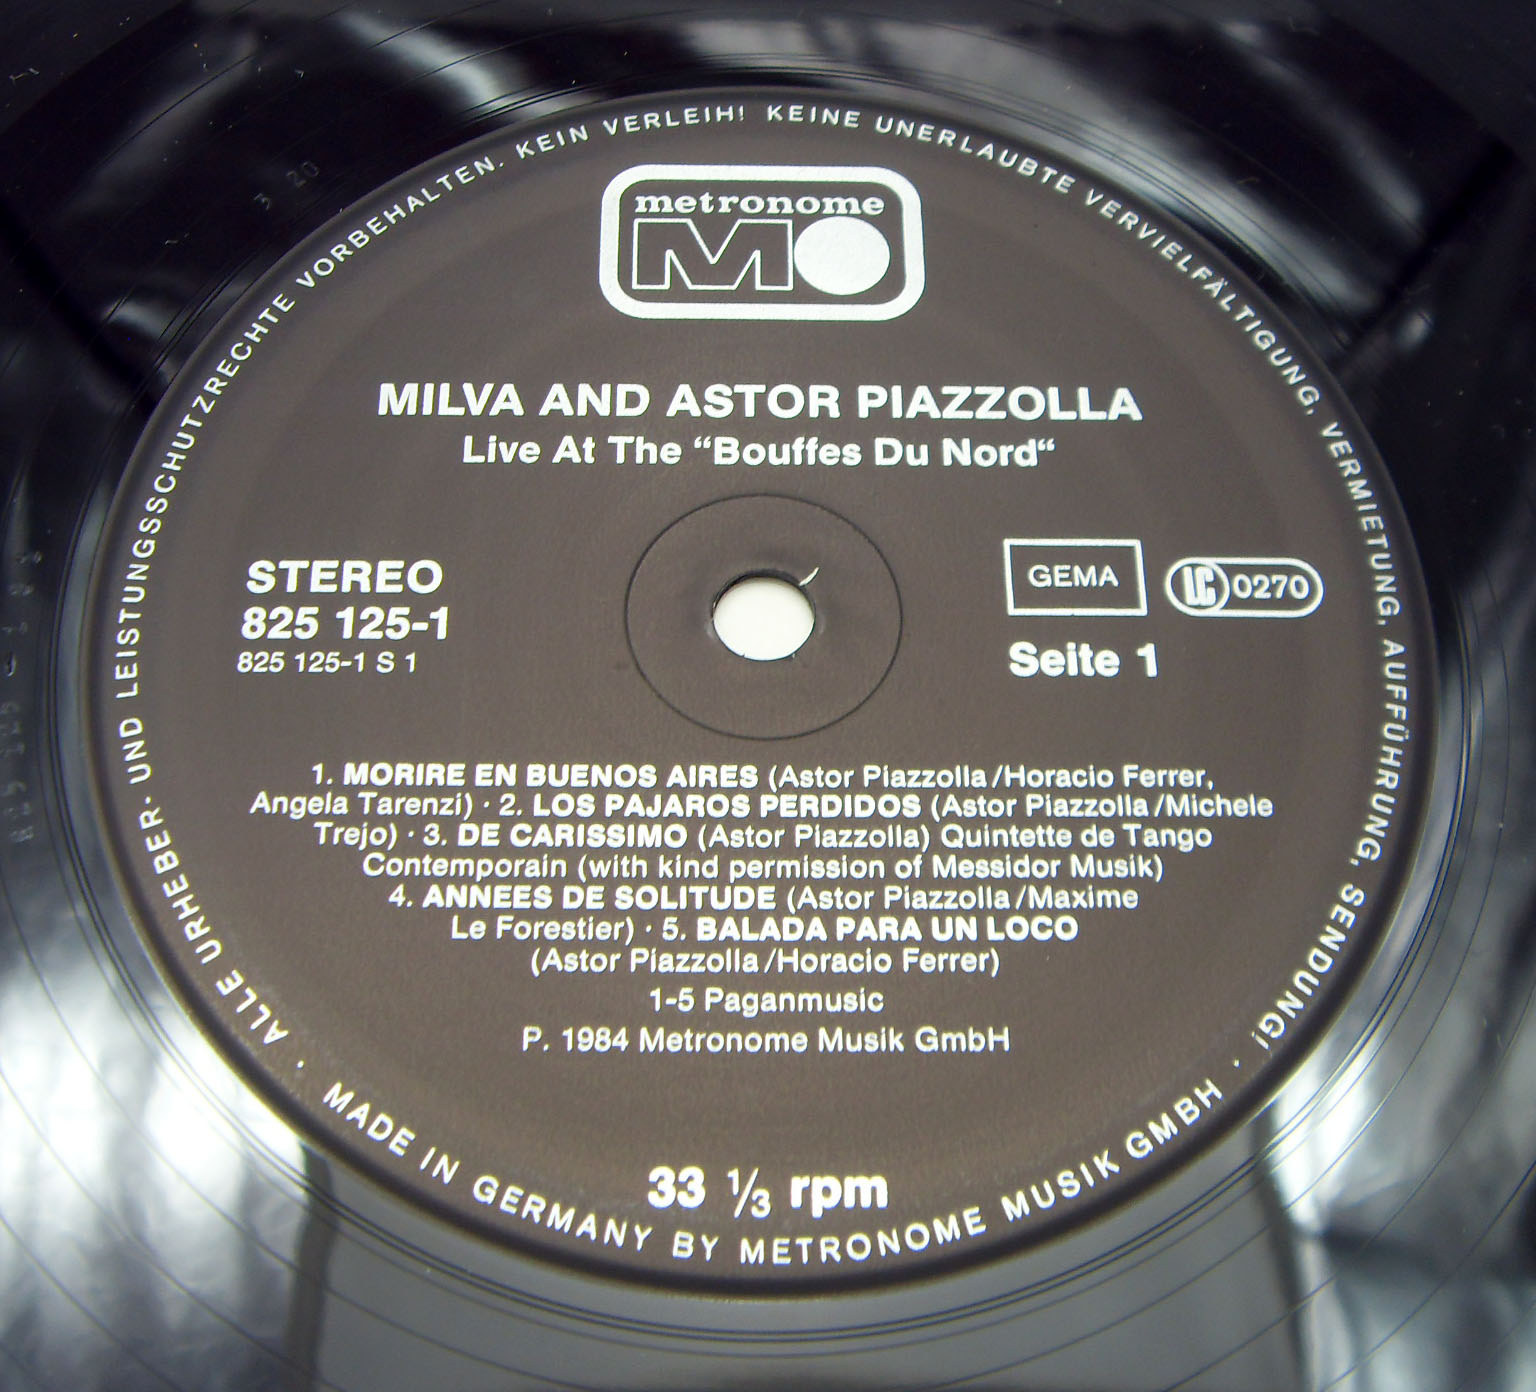 metronome
MO
MILVA AND ASTOR PIAZZOLLA
Live At The “Bouffes Du Nord“
STEREO
825 125-1
825 125-1 S 1
GEMA
LC 0270
Seite 1
1. MORIRE EN BUENOS AIRES (Astor Piazzolla/Horacio Ferrer,
Angela Tarenzi) · 2. LOS PAJAROS PERDIDOS (Astor Piazzolla/Michele
Trejo) · 3. DE CARISSIMO (Astor Piazzolla) Quintette de Tango
Contemporain (with kind permission of Messidor Musik)
4. ANNEES DE SOLITUDE (Astor Piazzolla/Maxime
Le Forestier) · 5. BALADA PARA UN LOCO
(Astor Piazzolla/Horacio Ferrer)
1-5 Paganmusic
P. 1984 Metronome Musik GmbH
33 ⅓ rpm
ALLE URHEBER- UND LEISTUNGSSCHUTZRECHTE VORBEHALTEN. KEIN VERLEIH! KEINE UNERLAUBTE VERVIELFÄLTIGUNG, VERMIETUNG, AUFFÜHRUNG, SENDUNG! ·
· MADE IN GERMANY BY METRONOME MUSIK GMBH
3 20